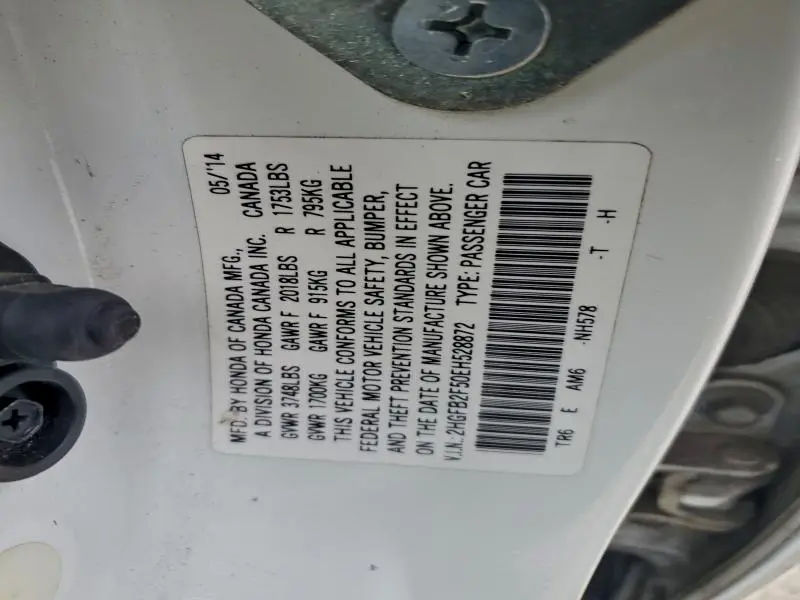 MFD. BY HONDA OF CANADA MFG., 05/'14
A DIVISION OF HONDA CANADA INC. CANADA
GVWR 3748LBS GAWR F 2018LBS R 1753LBS
GVWR 1700KG GAWR F 915KG R 795KG
THIS VEHICLE CONFORMS TO ALL APPLICABLE
FEDERAL MOTOR VEHICLE SAFETY, BUMPER,
AND THEFT PREVENTION STANDARDS IN EFFECT
ON THE DATE OF MANUFACTURE SHOWN ABOVE.
V.I.N.: 2HGFB2F50EH528872 TYPE: PASSENGER CAR
TR6 E AM6 -NH578 -T -H